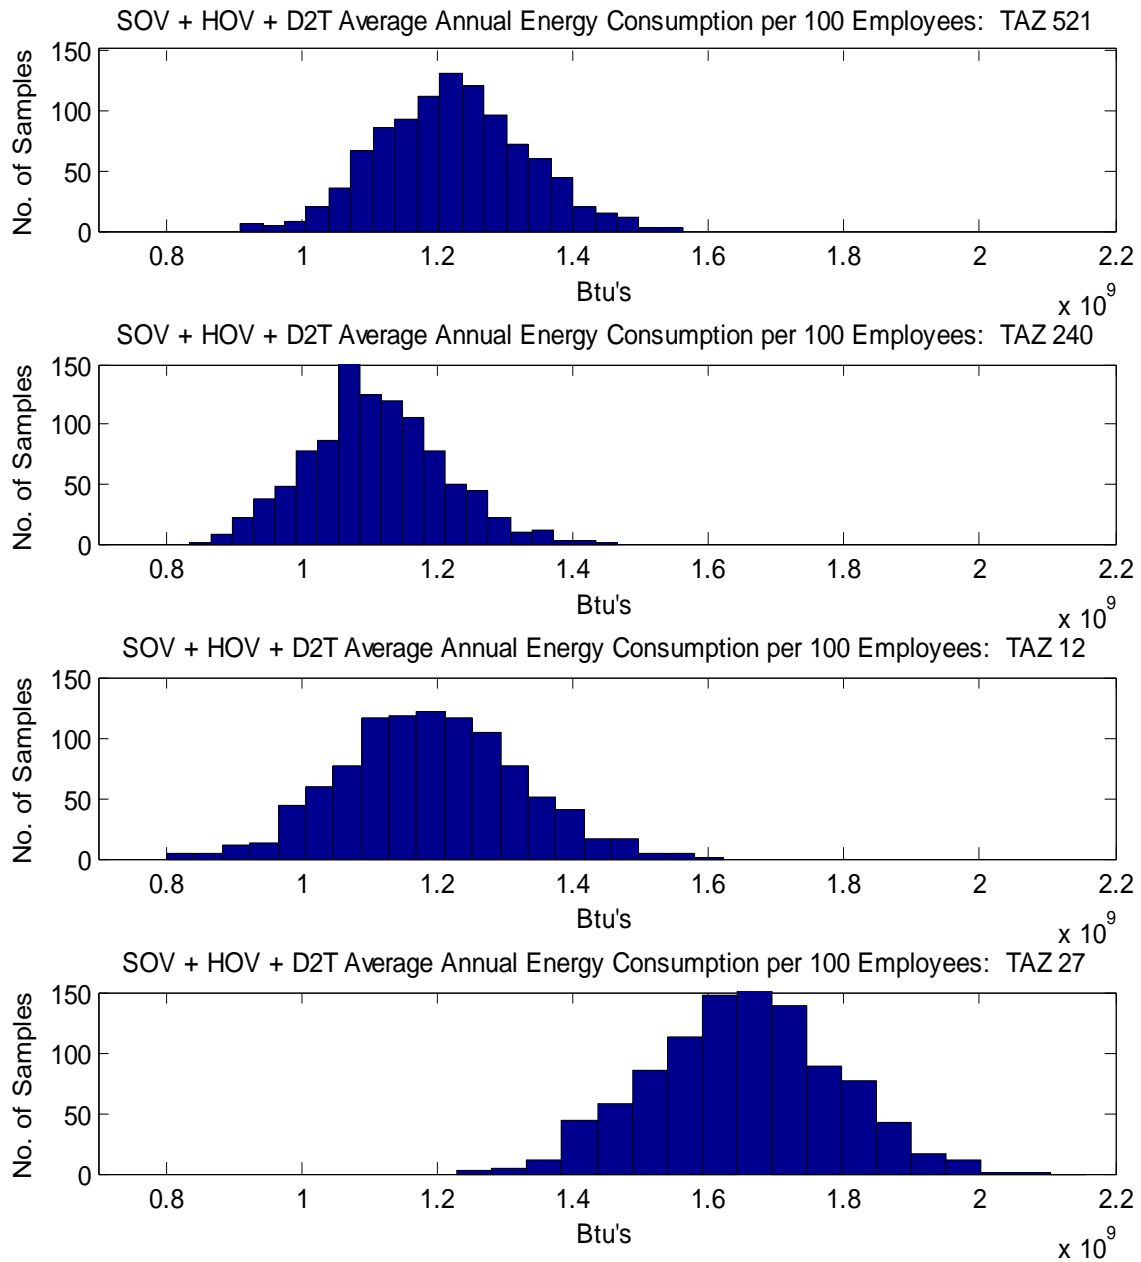 SOV + HOV + D2T Average Annual Energy Consumption per 100 Employees: TAZ 521
150
100
50
0
No. of Samples
0.8 1 1.2 1.4 1.6 1.8 2 2.2
Btu's
x 10^9
SOV + HOV + D2T Average Annual Energy Consumption per 100 Employees: TAZ 240
150
100
50
0
No. of Samples
0.8 1 1.2 1.4 1.6 1.8 2 2.2
Btu's
x 10^9
SOV + HOV + D2T Average Annual Energy Consumption per 100 Employees: TAZ 12
150
100
50
0
No. of Samples
0.8 1 1.2 1.4 1.6 1.8 2 2.2
Btu's
x 10^9
SOV + HOV + D2T Average Annual Energy Consumption per 100 Employees: TAZ 27
150
100
50
0
No. of Samples
0.8 1 1.2 1.4 1.6 1.8 2 2.2
Btu's
x 10^9